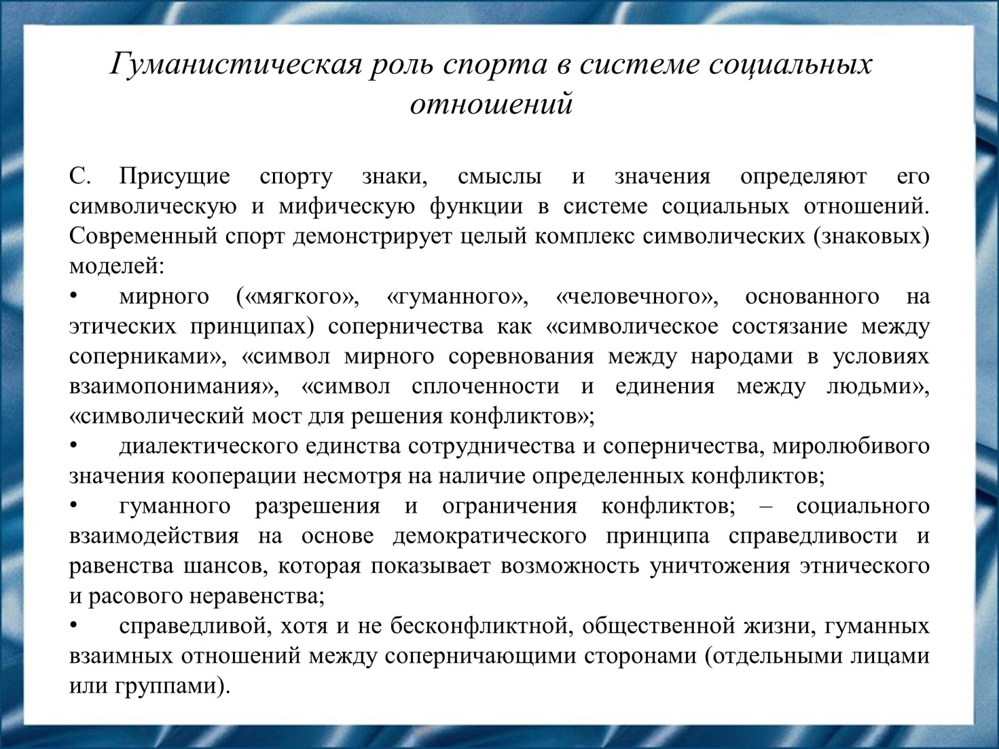 Гуманистическая роль спорта в системе социальных
отношений
С. Присущие спорту знаки, смыслы и значения определяют его
символическую и мифическую функции в системе социальных отношений.
Современный спорт демонстрирует целый комплекс символических (знаковых)
моделей:
• мирного («мягкого», «гуманного», «человечного», основанного на
этических принципах) соперничества как «символическое состязание между
соперниками», «символ мирного соревнования между народами в условиях
взаимопонимания», «символ сплоченности и единения между людьми»,
«символический мост для решения конфликтов»;
• диалектического единства сотрудничества и соперничества, миролюбивого
значения кооперации несмотря на наличие определенных конфликтов;
• гуманного разрешения и ограничения конфликтов; – социального
взаимодействия на основе демократического принципа справедливости и
равенства шансов, которая показывает возможность уничтожения этнического
и расового неравенства;
• справедливой, хотя и не бесконфликтной, общественной жизни, гуманных
взаимных отношений между соперничающими сторонами (отдельными лицами
или группами).